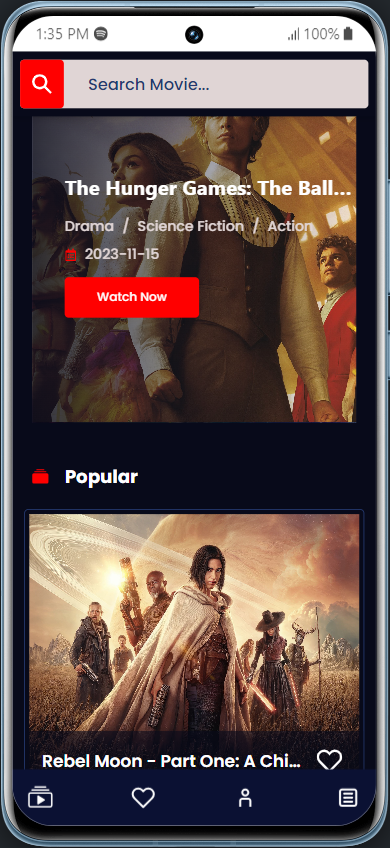 1:35 PM
100%
Search Movie...
The Hunger Games: The Ball...
Drama / Science Fiction / Action
2023-11-15
Watch Now
Popular
Rebel Moon - Part One: A Chi...